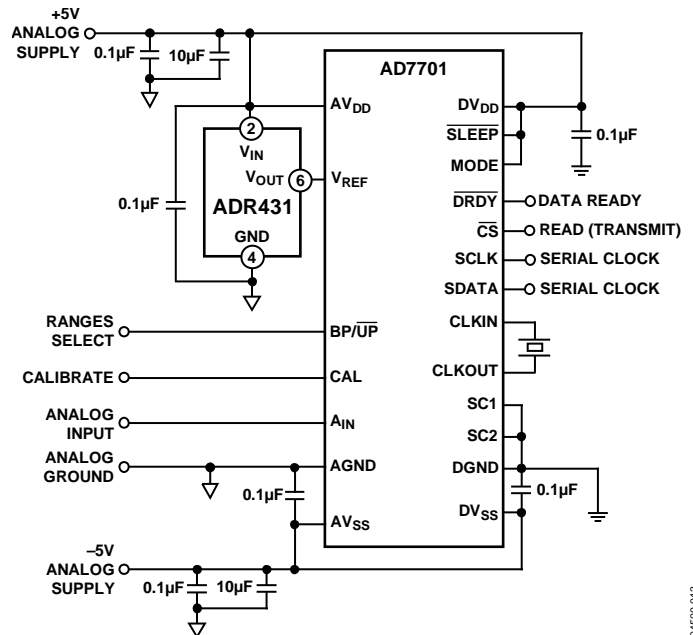 +5V
ANALOG
SUPPLY
0.1µF
10µF
AD7701
AVDD
DVDD
SLEEP
MODE
0.1µF
2
VIN
VOUT
6
VREF
ADR431
0.1µF
GND
4
DRDY
DATA READY
CS
READ (TRANSMIT)
SCLK
SERIAL CLOCK
SDATA
SERIAL CLOCK
RANGES
SELECT
BP/UP
CLKIN
CALIBRATE
CAL
CLKOUT
ANALOG
INPUT
AIN
SC1
SC2
ANALOG
GROUND
AGND
DGND
0.1µF
0.1µF
AVSS
DVSS
–5V
ANALOG
SUPPLY
0.1µF
10µF